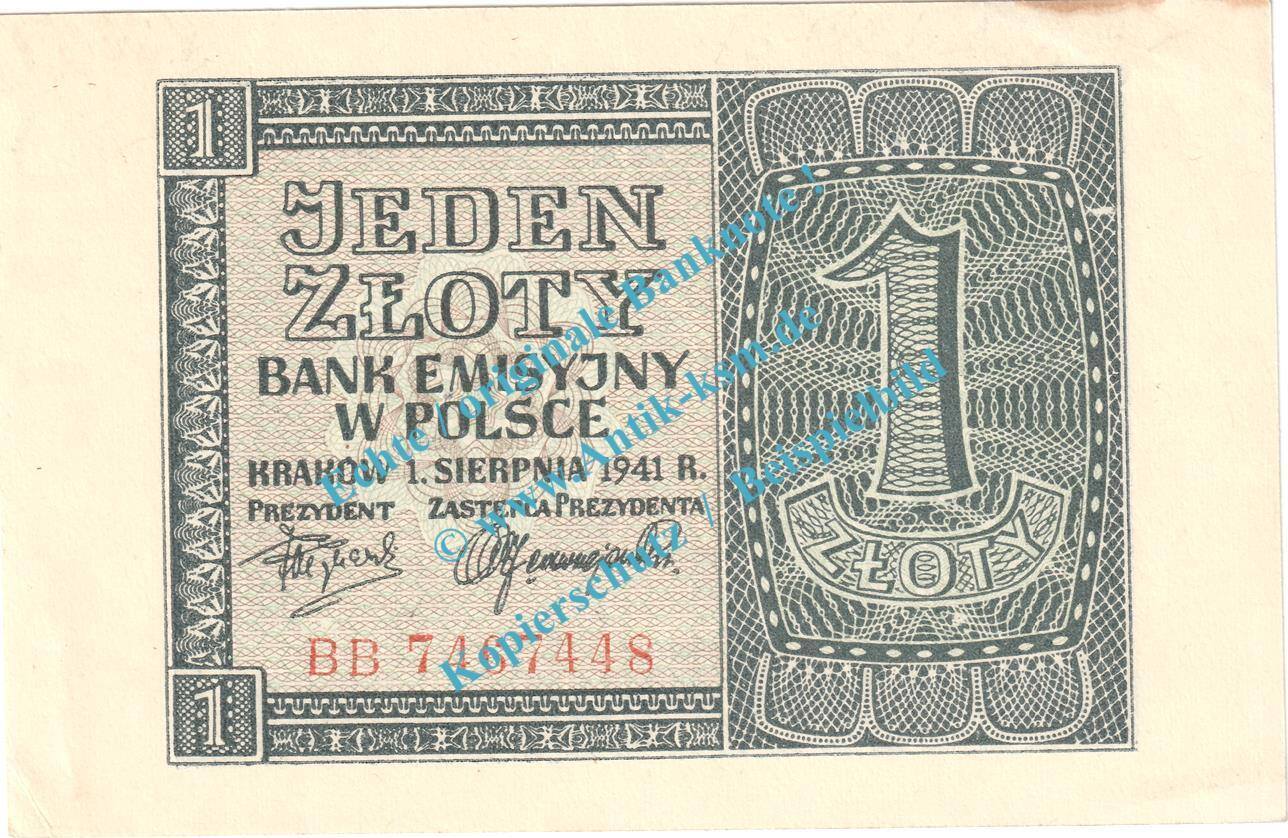 1
JEDEN
ZŁOTY
BANK EMISYJNY
W POLSCE
KRAKÓW 1. SIERPNIA 1941 R.
PREZYDENT ZASTĘPCA PREZYDENTA
BB 7467448
1
1
ZŁOTY
Echte / originale Banknote !
© www.Antik-ksm.de
Kopierschutz / Beispielbild